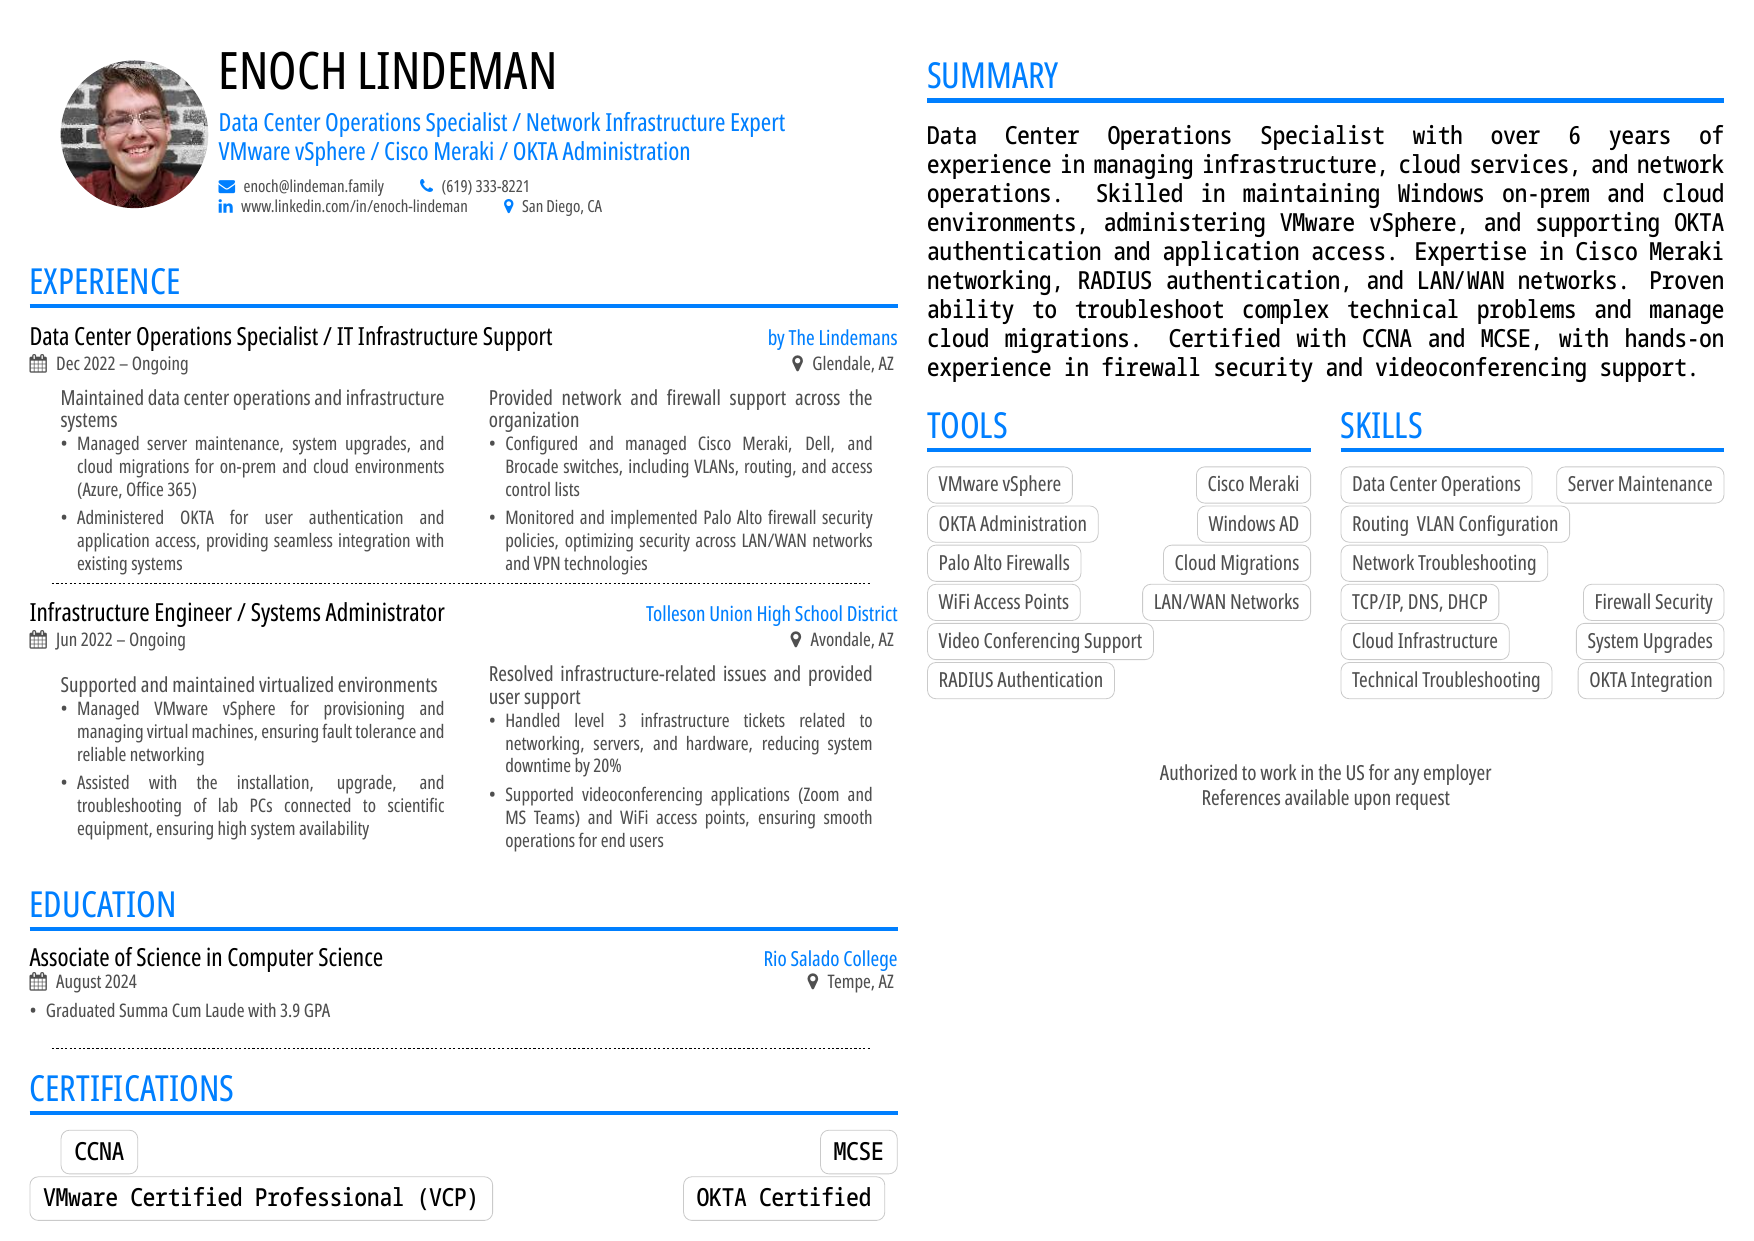 ENOCH LINDEMAN
Data Center Operations Specialist / Network Infrastructure Expert
VMware vSphere / Cisco Meraki / OKTA Administration
enoch@lindeman.family (619) 333-8221
www.linkedin.com/in/enoch-lindeman San Diego, CA
EXPERIENCE
Data Center Operations Specialist / IT Infrastructure Support by The Lindemans
Dec 2022 – Ongoing Glendale, AZ
Maintained data center operations and infrastructure
systems
• Managed server maintenance, system upgrades, and
cloud migrations for on-prem and cloud environments
(Azure, Office 365)
• Administered OKTA for user authentication and
application access, providing seamless integration with
existing systems
Provided network and firewall support across the
organization
• Configured and managed Cisco Meraki, Dell, and
Brocade switches, including VLANs, routing, and access
control lists
• Monitored and implemented Palo Alto firewall security
policies, optimizing security across LAN/WAN networks
and VPN technologies
Infrastructure Engineer / Systems Administrator Tolleson Union High School District
Jun 2022 – Ongoing Avondale, AZ
Supported and maintained virtualized environments
• Managed VMware vSphere for provisioning and
managing virtual machines, ensuring fault tolerance and
reliable networking
• Assisted with the installation, upgrade, and
troubleshooting of lab PCs connected to scientific
equipment, ensuring high system availability
Resolved infrastructure-related issues and provided
user support
• Handled level 3 infrastructure tickets related to
networking, servers, and hardware, reducing system
downtime by 20%
• Supported videoconferencing applications (Zoom and
MS Teams) and WiFi access points, ensuring smooth
operations for end users
EDUCATION
Associate of Science in Computer Science Rio Salado College
August 2024 Tempe, AZ
• Graduated Summa Cum Laude with 3.9 GPA
CERTIFICATIONS
CCNA MCSE
VMware Certified Professional (VCP) OKTA Certified
SUMMARY
Data Center Operations Specialist with over 6 years of
experience in managing infrastructure, cloud services, and network
operations. Skilled in maintaining Windows on-prem and cloud
environments, administering VMware vSphere, and supporting OKTA
authentication and application access. Expertise in Cisco Meraki
networking, RADIUS authentication, and LAN/WAN networks. Proven
ability to troubleshoot complex technical problems and manage
cloud migrations. Certified with CCNA and MCSE, with hands-on
experience in firewall security and videoconferencing support.
TOOLS
VMware vSphere Cisco Meraki
OKTA Administration Windows AD
Palo Alto Firewalls Cloud Migrations
WiFi Access Points LAN/WAN Networks
Video Conferencing Support
RADIUS Authentication
SKILLS
Data Center Operations Server Maintenance
Routing VLAN Configuration
Network Troubleshooting
TCP/IP, DNS, DHCP Firewall Security
Cloud Infrastructure System Upgrades
Technical Troubleshooting OKTA Integration
Authorized to work in the US for any employer
References available upon request